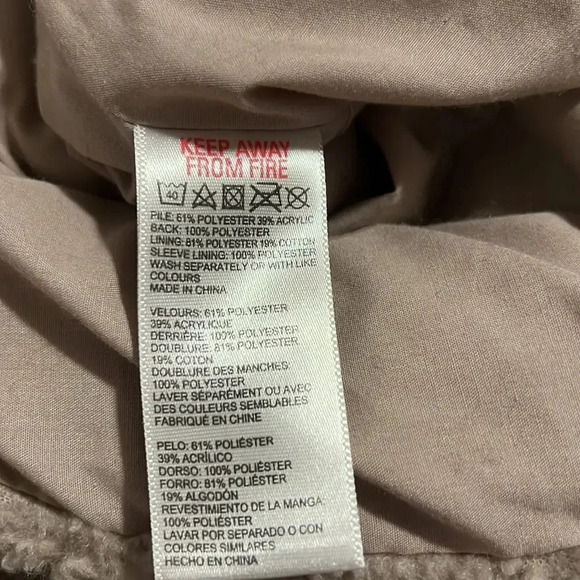 KEEP AWAY
FROM FIRE
40
PILE: 61% POLYESTER 39% ACRYLIC
BACK: 100% POLYESTER
LINING: 81% POLYESTER 19% COTTON
SLEEVE LINING: 100% POLYESTER
WASH SEPARATELY OR WITH LIKE
COLOURS
MADE IN CHINA
VELOURS: 61% POLYESTER
39% ACRYLIQUE
DERRIÈRE: 100% POLYESTER
DOUBLURE: 81% POLYESTER
19% COTON
DOUBLURE DES MANCHES:
100% POLYESTER
LAVER SÉPARÉMENT OU AVEC
DES COULEURS SEMBLABLES
FABRIQUÉ EN CHINE
PELO: 61% POLIÉSTER
39% ACRÍLICO
DORSO: 100% POLIÉSTER
FORRO: 81% POLIÉSTER
19% ALGODÓN
REVESTIMIENTO DE LA MANGA:
100% POLIÉSTER
LAVAR POR SEPARADO O CON
COLORES SIMILARES
HECHO EN CHINA